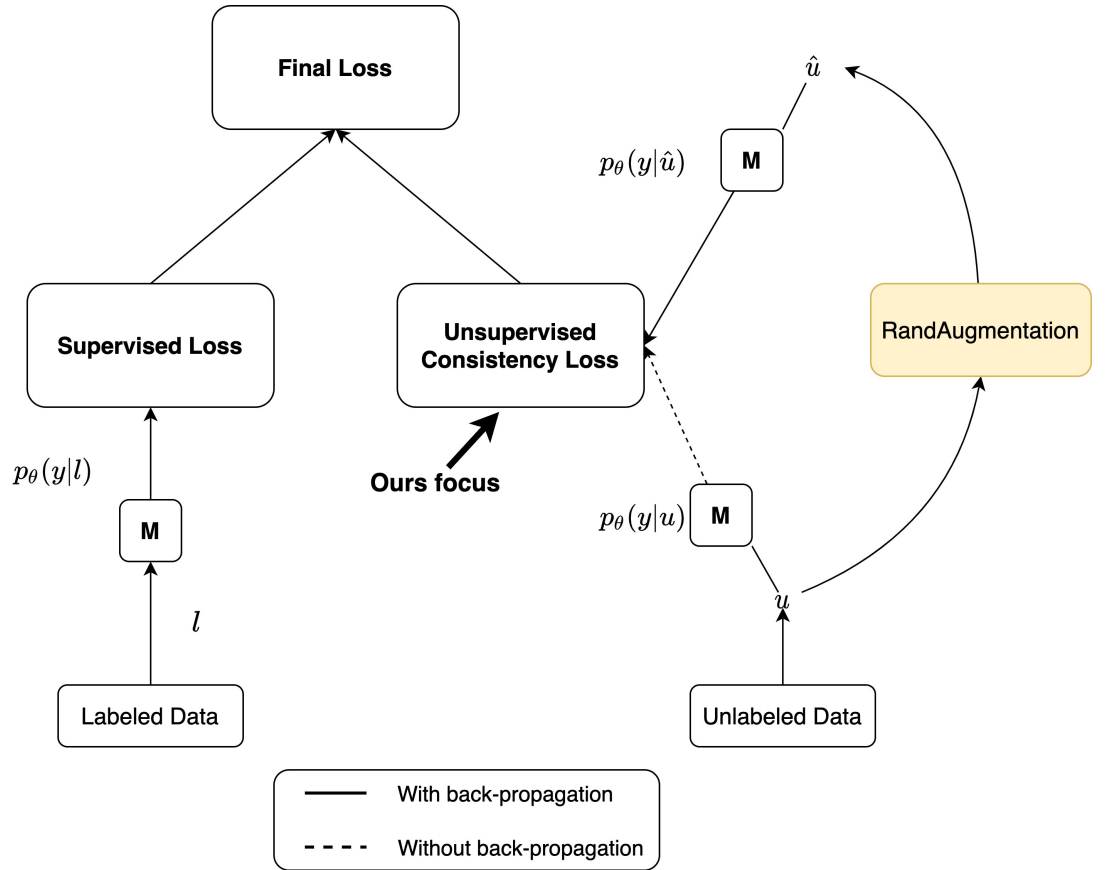 Final Loss
û
M
p_θ(y|û)
RandAugmentation
Supervised Loss
Unsupervised
Consistency Loss
Ours focus
p_θ(y|l)
M
p_θ(y|u)
M
u
l
Labeled Data
Unlabeled Data
With back-propagation
Without back-propagation